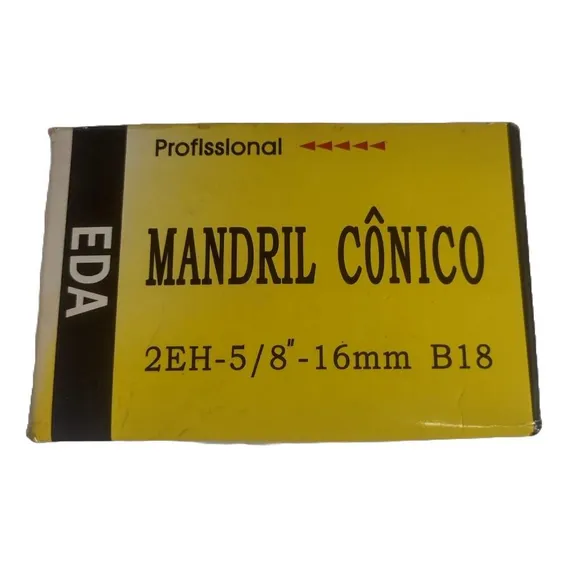 Profissional
EDA
MANDRIL CÔNICO
2EH-5/8"-16mm B18